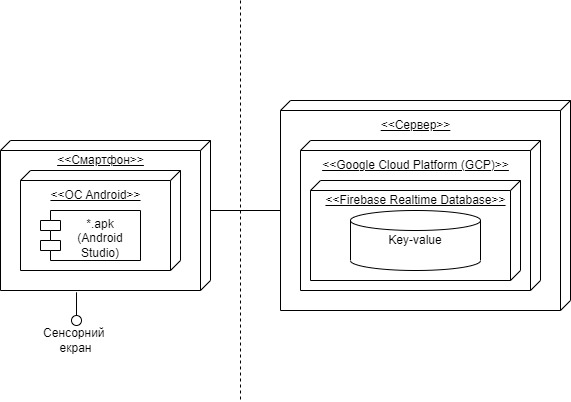 <<Смартфон>>
<<ОС Android>>
*.apk
(Android
Studio)
Сенсорний
екран
<<Сервер>>
<<Google Cloud Platform (GCP)>>
<<Firebase Realtime Database>>
Key-value